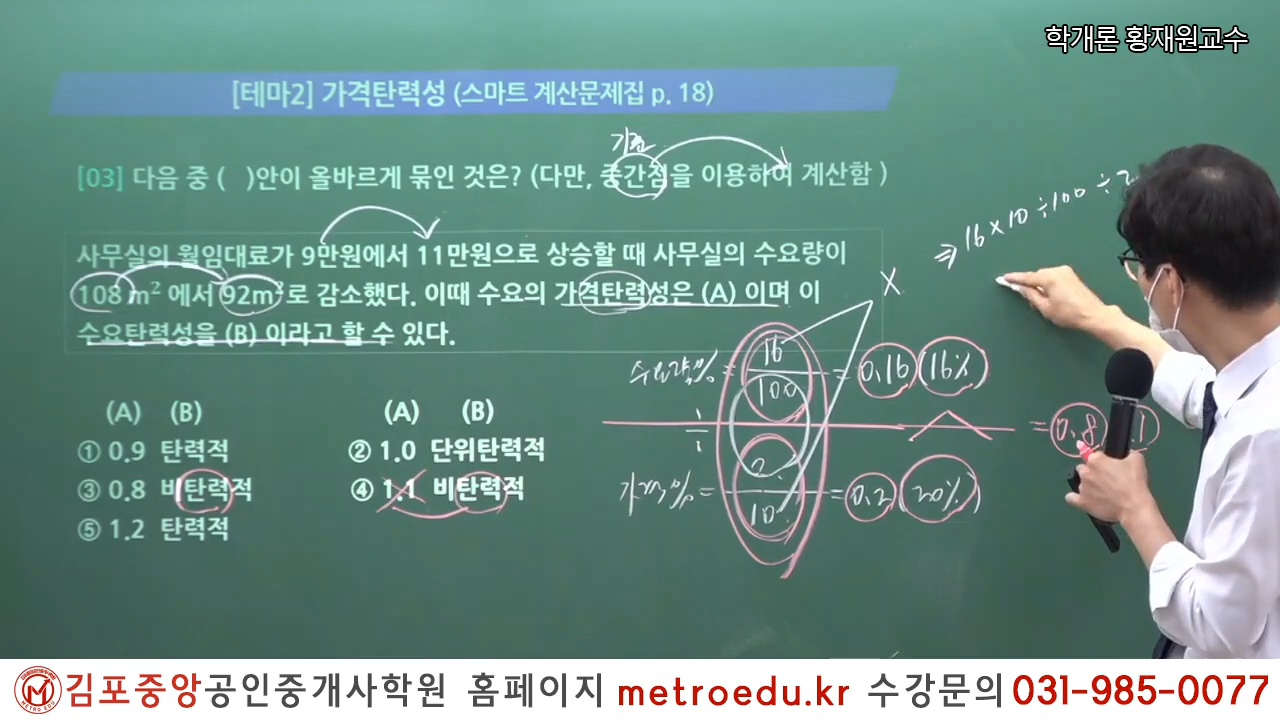 학개론 황재원교수
[테마2] 가격탄력성 (스마트 계산문제집 p. 18)
기준
[03] 다음 중 ( )안이 올바르게 묶인 것은? (다만, 중간점을 이용하여 계산함 )
⇒ 16×10÷100÷2
사무실의 월임대료가 9만원에서 11만원으로 상승할 때 사무실의 수요량이
108m² 에서 92m²로 감소했다. 이때 수요의 가격탄력성은 (A) 이며 이
수요탄력성을 (B) 이라고 할 수 있다.
X
수요량% = 16/100 = 0.16 (16%)
1/1
= 0.8
가격% = 2/10 = 0.2 (20%)
(A) (B) (A) (B)
① 0.9 탄력적 ② 1.0 단위탄력적
③ 0.8 비탄력적 ④ 1.1 비탄력적
⑤ 1.2 탄력적
METRO EDU
김포중앙공인중개사학원 홈페이지 metroedu.kr 수강문의 031-985-0077